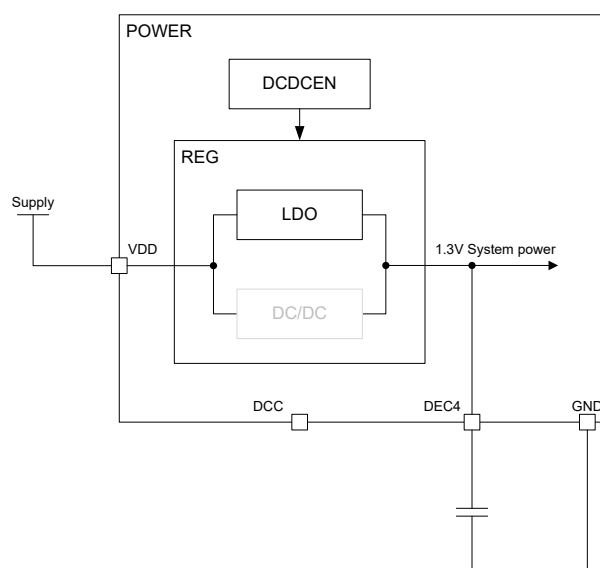 POWER
DCDCEN
REG
LDO
Supply
VDD
1.3V System power
DC/DC
DCC
DEC4
GND